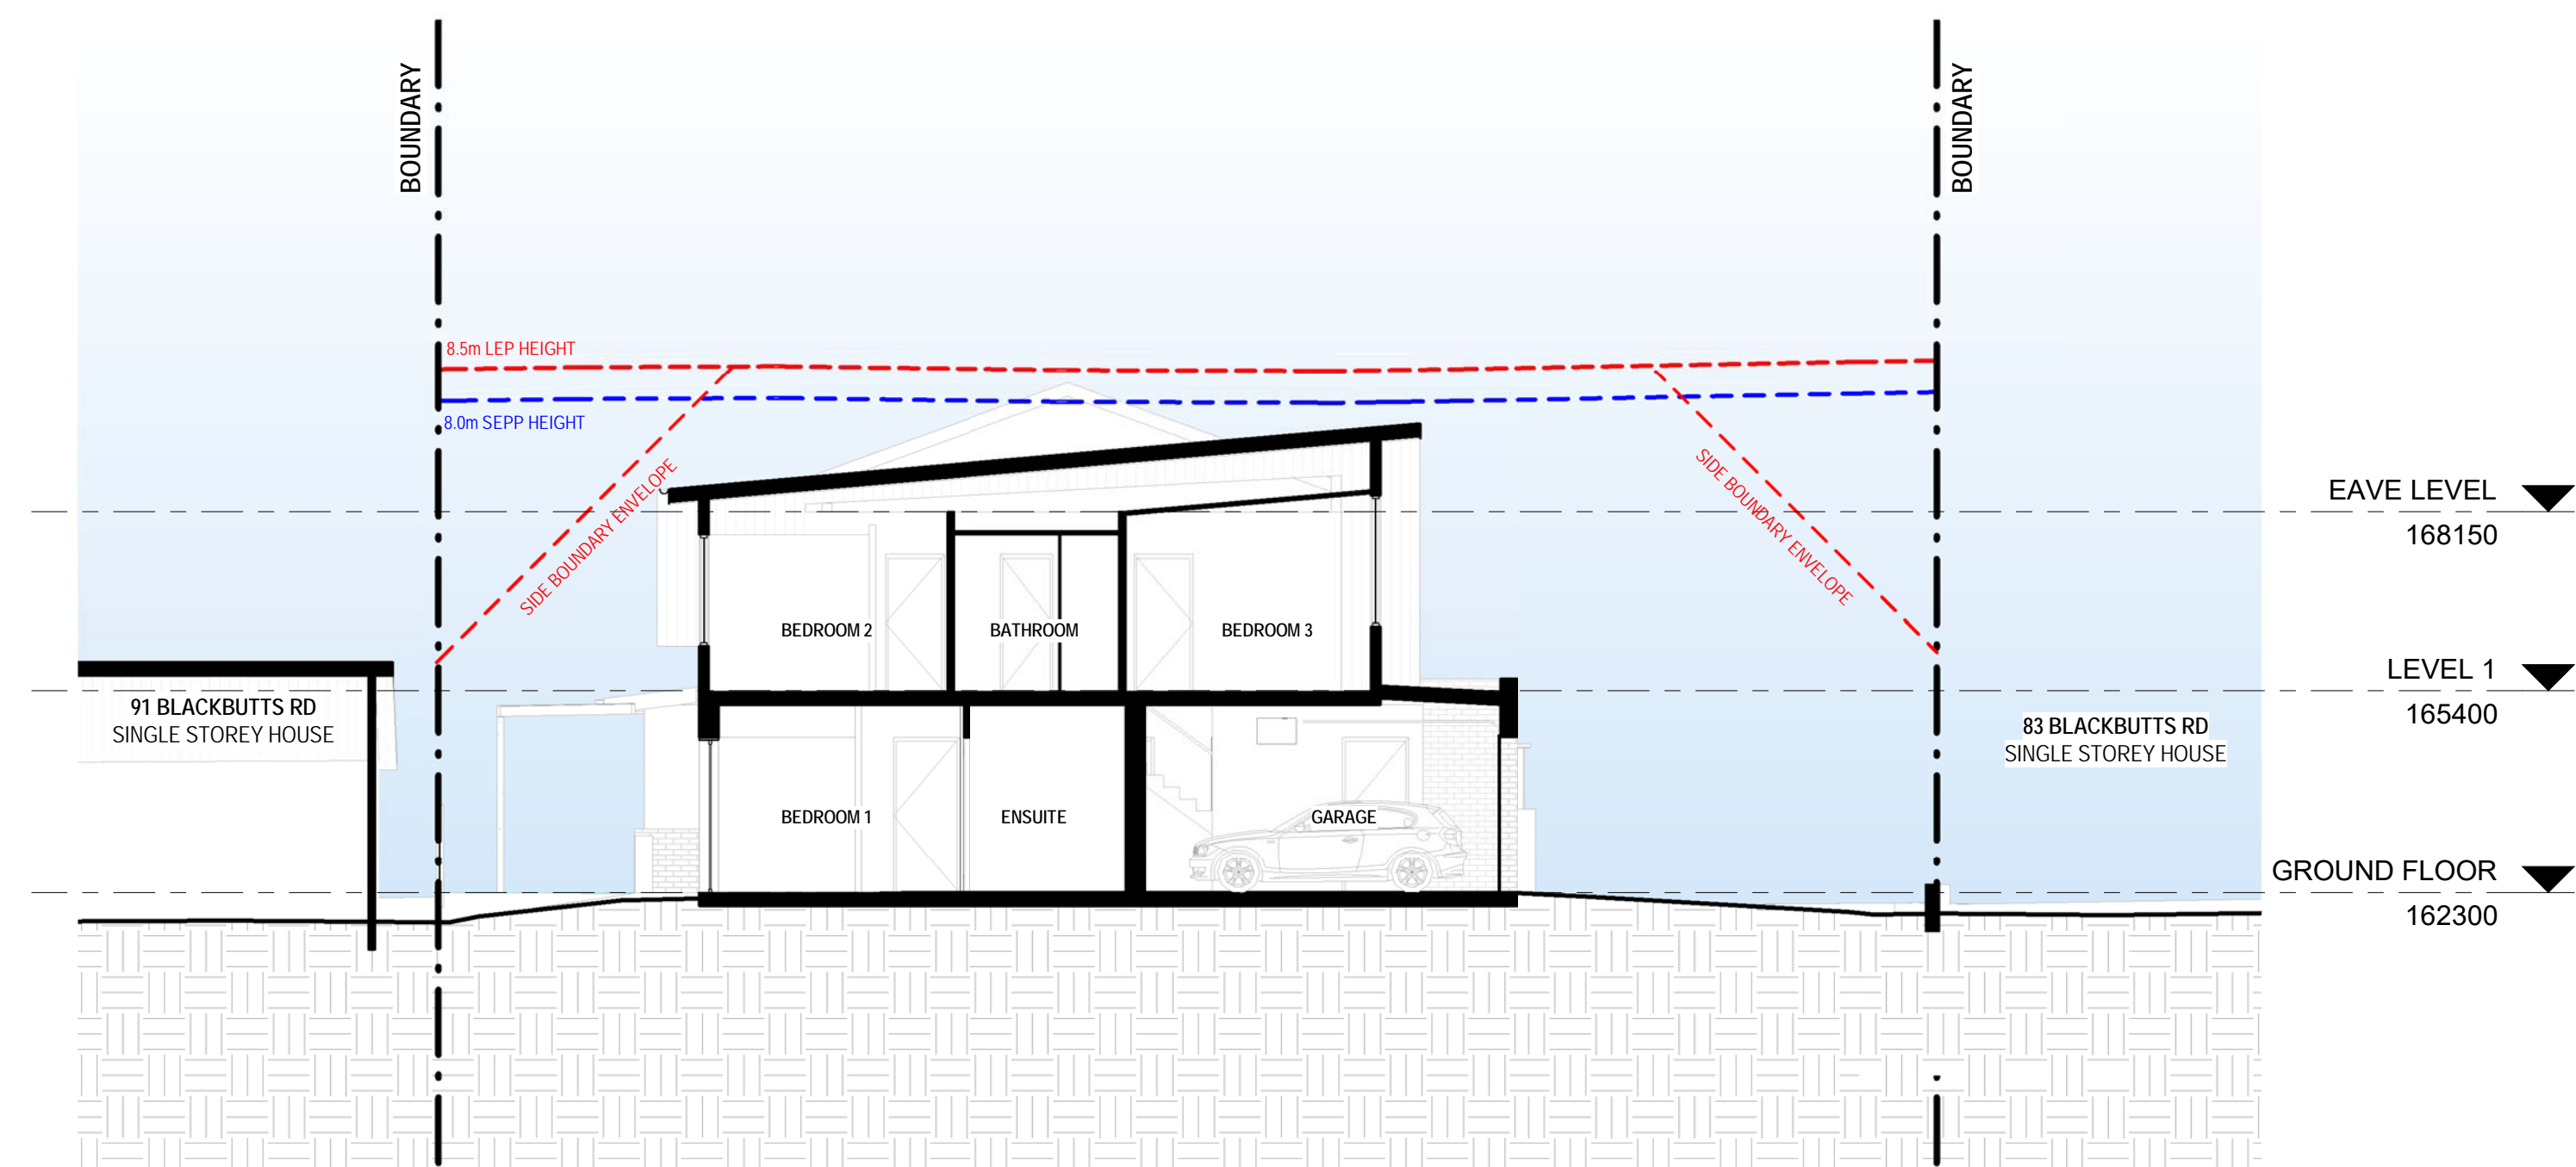 BOUNDARY
BOUNDARY
8.5m LEP HEIGHT
8.0m SEPP HEIGHT
SIDE BOUNDARY ENVELOPE
SIDE BOUNDARY ENVELOPE
EAVE LEVEL
168150
BEDROOM 2
BATHROOM
BEDROOM 3
LEVEL 1
165400
91 BLACKBUTTS RD
SINGLE STOREY HOUSE
83 BLACKBUTTS RD
SINGLE STOREY HOUSE
BEDROOM 1
ENSUITE
GARAGE
GROUND FLOOR
162300